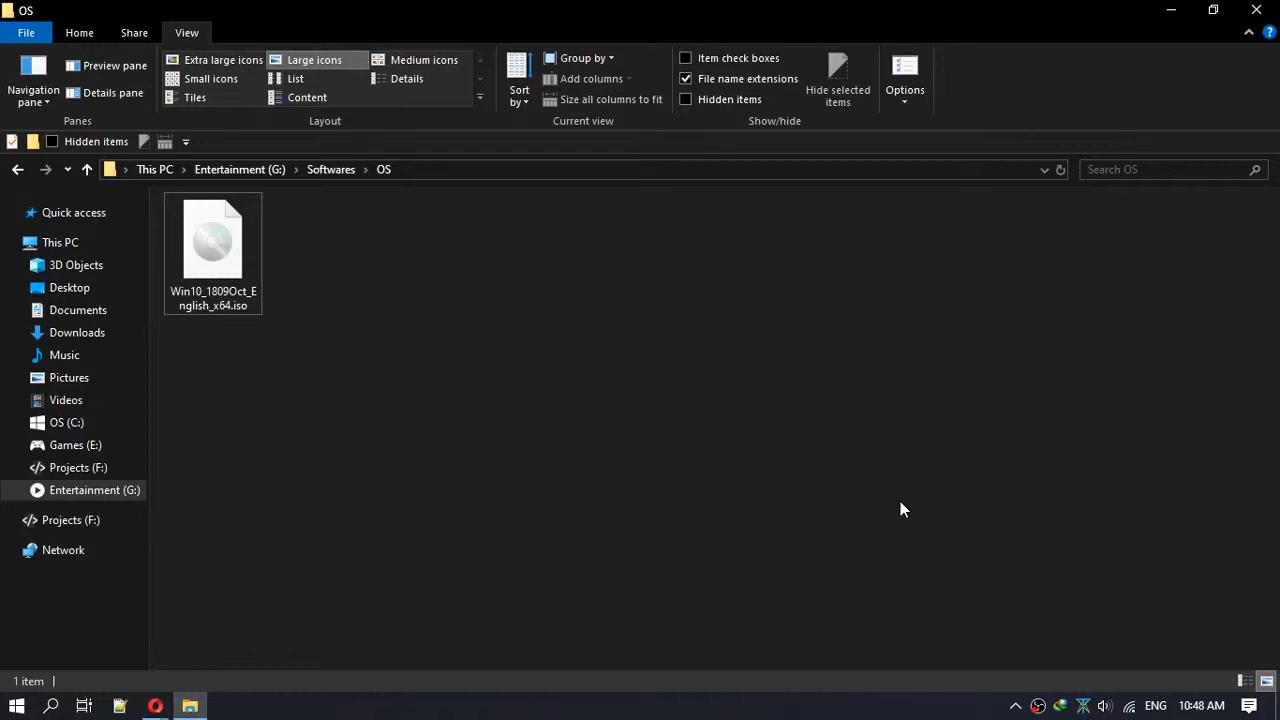 OS
File
Home
Share
View
Navigation pane
Preview pane
Details pane
Panes
Extra large icons
Large icons
Medium icons
Small icons
List
Details
Tiles
Content
Layout
Sort by
Group by
Add columns
Size all columns to fit
Current view
Item check boxes
File name extensions
Hidden items
Hide selected items
Show/hide
Options
Hidden items
This PC
Entertainment (G:)
Softwares
OS
Search OS
Quick access
This PC
3D Objects
Desktop
Documents
Downloads
Music
Pictures
Videos
OS (C:)
Games (E:)
Projects (F:)
Entertainment (G:)
Projects (F:)
Network
Win10_1809Oct_E
nglish_x64.iso
1 item
ENG
10:48 AM